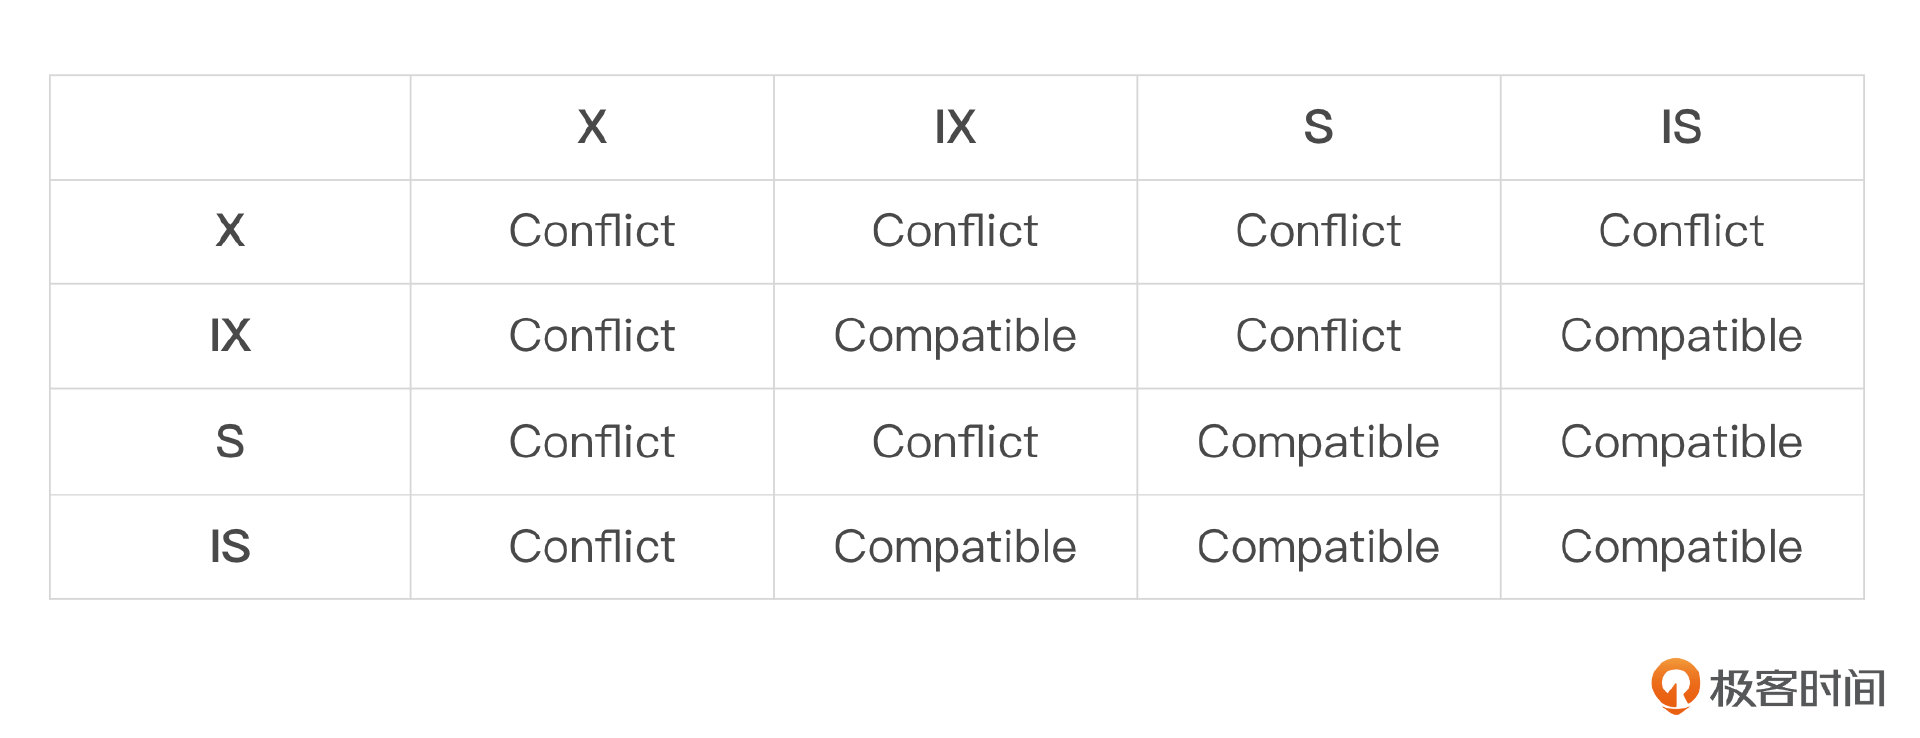 X IX S IS
X Conflict Conflict Conflict Conflict
IX Conflict Compatible Conflict Compatible
S Conflict Conflict Compatible Compatible
IS Conflict Compatible Compatible Compatible
极客时间